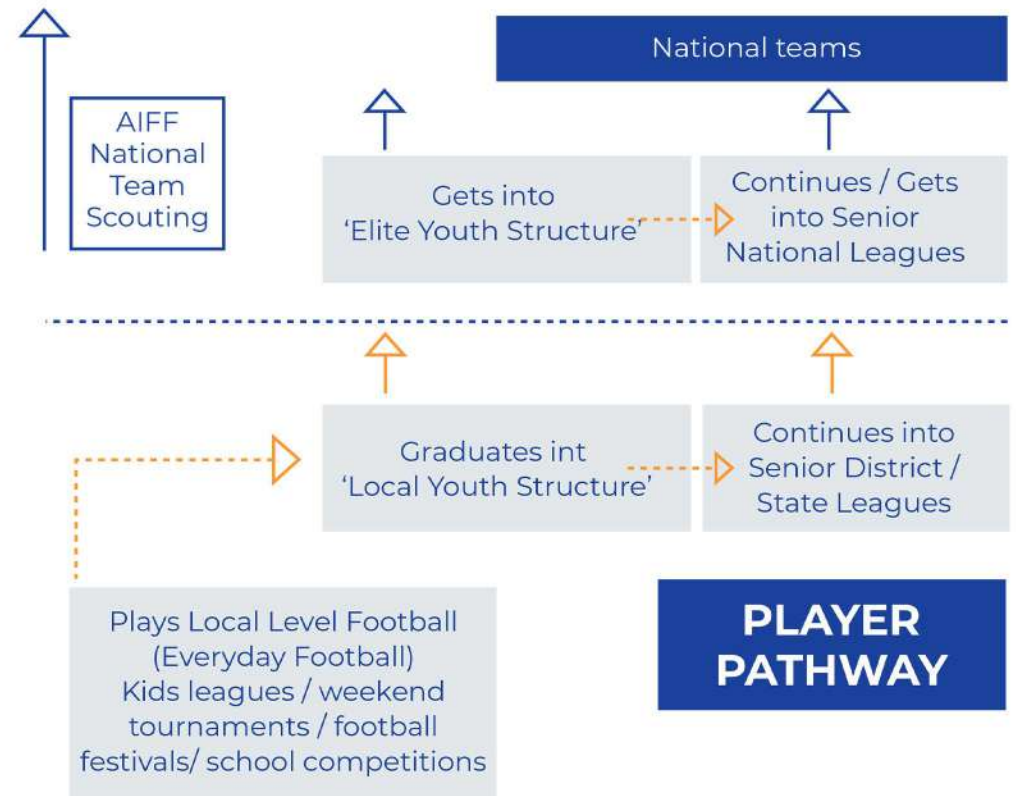 National teams
AIFF
National
Team
Scouting
Gets into
‘Elite Youth Structure’
Continues / Gets
into Senior
National Leagues
Graduates int
‘Local Youth Structure’
Continues into
Senior District /
State Leagues
Plays Local Level Football
(Everyday Football)
Kids leagues / weekend
tournaments / football
festivals/ school competitions
PLAYER
PATHWAY